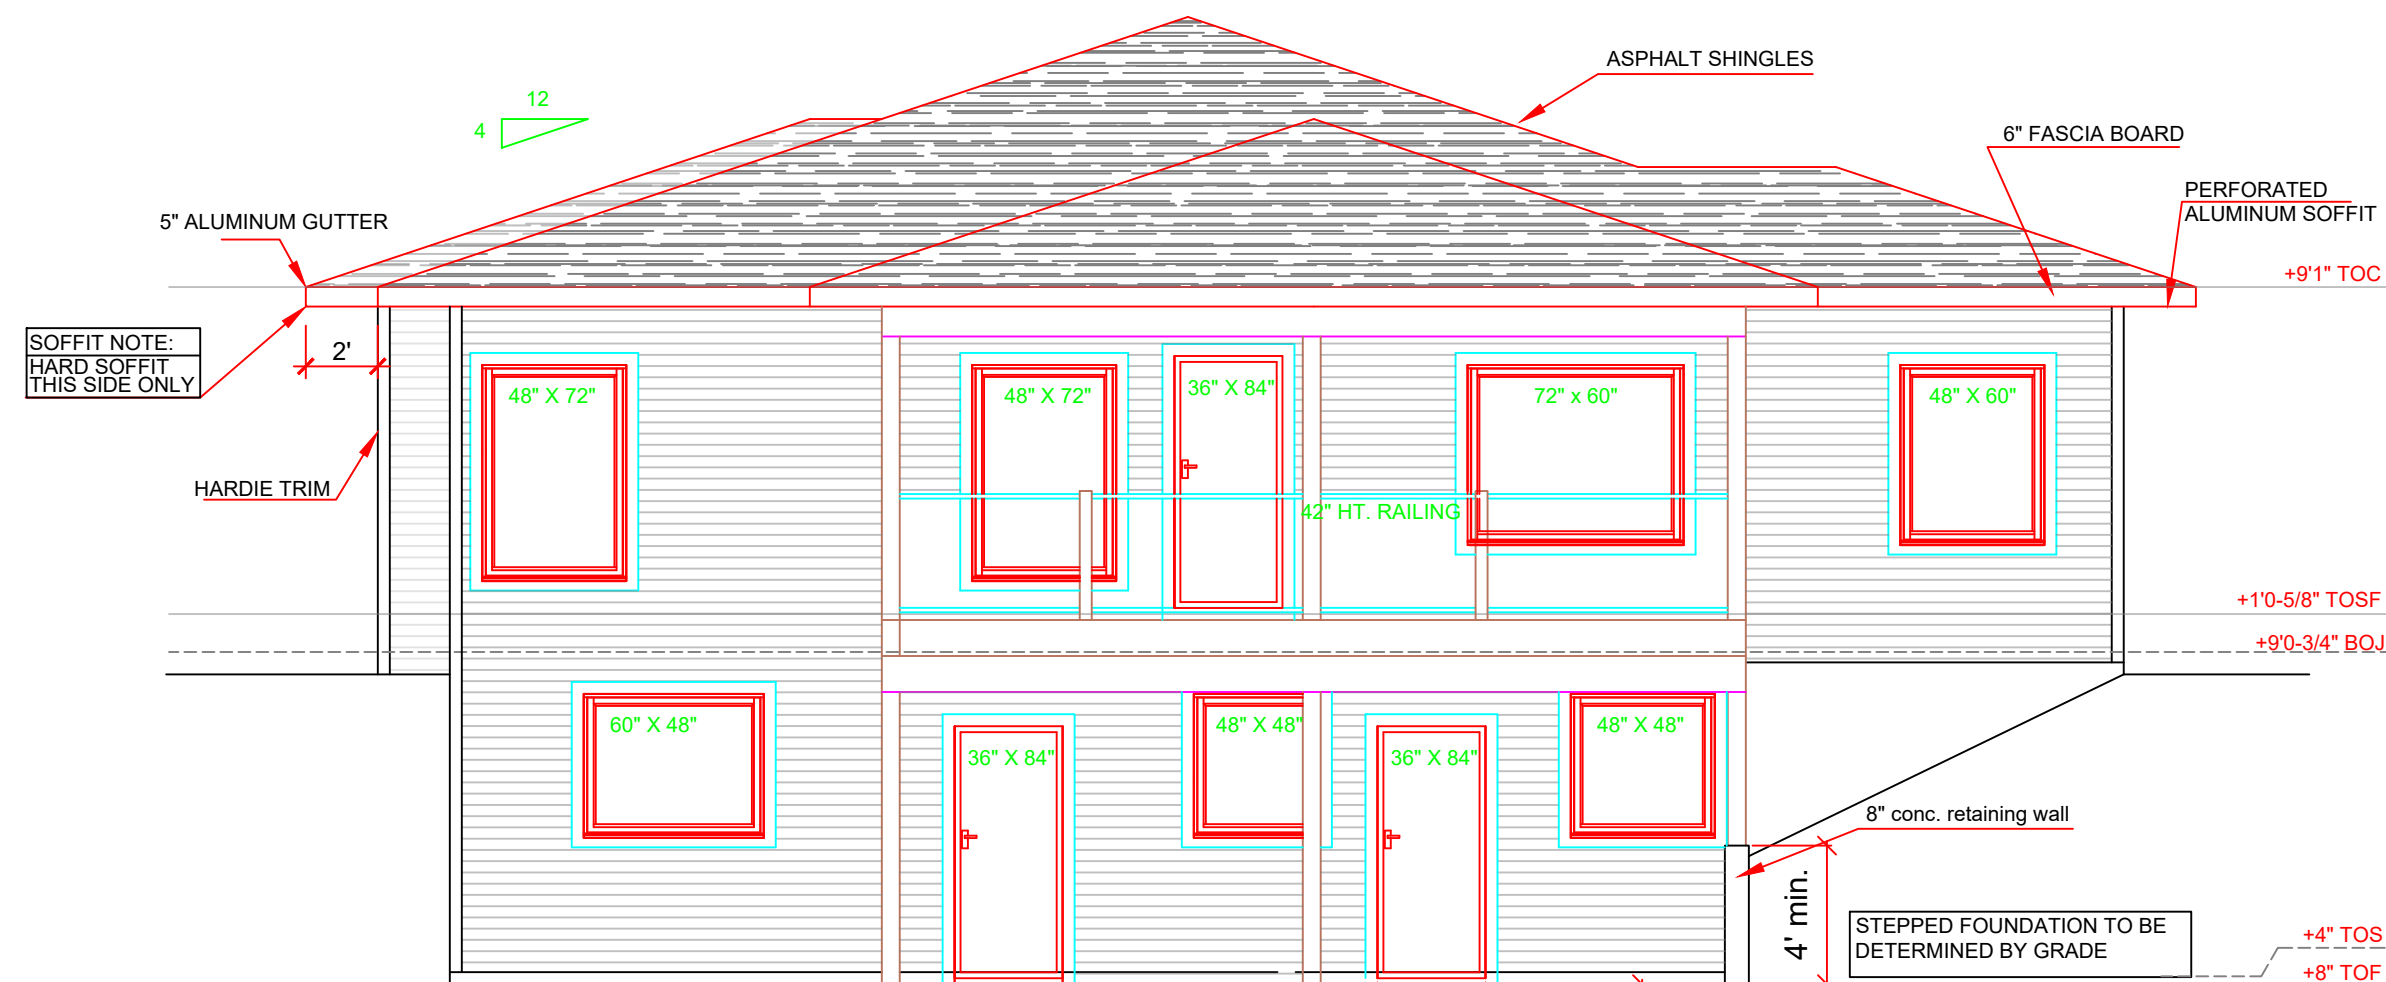 ASPHALT SHINGLES
12
4
6" FASCIA BOARD
PERFORATED
ALUMINUM SOFFIT
5" ALUMINUM GUTTER
+9'1" TOC
SOFFIT NOTE:
HARD SOFFIT
THIS SIDE ONLY
2'
48" X 72"
48" X 72"
36" X 84"
72" x 60"
48" X 60"
HARDIE TRIM
42" HT. RAILING
+1'0-5/8" TOSF
+9'0-3/4" BOJ
60" X 48"
48" X 48"
48" X 48"
36" X 84"
36" X 84"
8" conc. retaining wall
4' min.
STEPPED FOUNDATION TO BE
DETERMINED BY GRADE
+4" TOS
+8" TOF